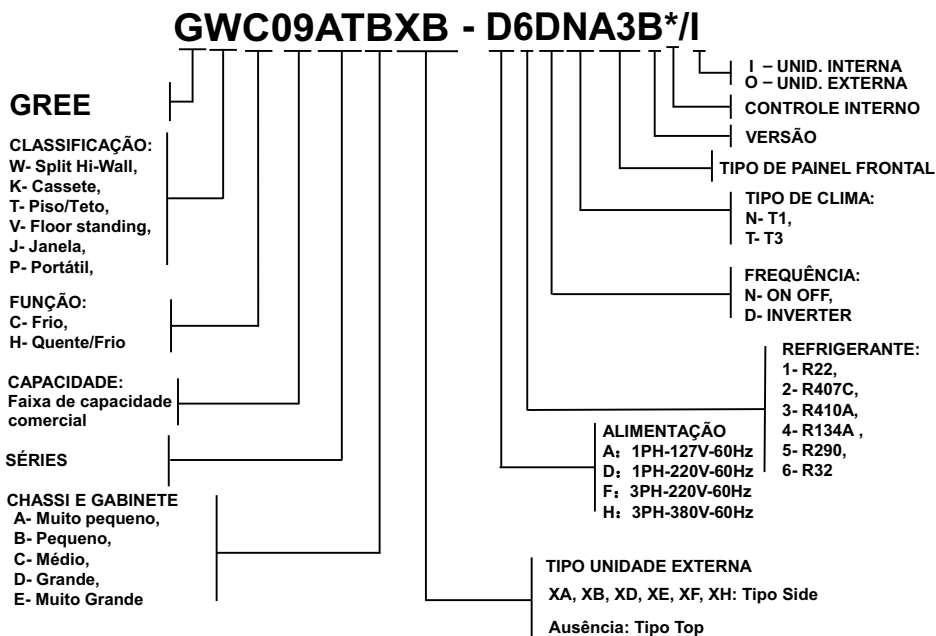 GWC09ATBXB - D6DNA3B*/I
GREE
CLASSIFICAÇÃO:
W- Split Hi-Wall,
K- Cassete,
T- Piso/Teto,
V- Floor standing,
J- Janela,
P- Portátil,
FUNÇÃO:
C- Frio,
H- Quente/Frio
CAPACIDADE:
Faixa de capacidade
comercial
SÉRIES
CHASSI E GABINETE
A- Muito pequeno,
B- Pequeno,
C- Médio,
D- Grande,
E- Muito Grande
I – UNID. INTERNA
O – UNID. EXTERNA
CONTROLE INTERNO
VERSÃO
TIPO DE PAINEL FRONTAL
TIPO DE CLIMA:
N- T1,
T- T3
FREQUÊNCIA:
N- ON OFF,
D- INVERTER
REFRIGERANTE:
1- R22,
2- R407C,
3- R410A,
4- R134A ,
5- R290,
6- R32
ALIMENTAÇÃO
A: 1PH-127V-60Hz
D: 1PH-220V-60Hz
F: 3PH-220V-60Hz
H: 3PH-380V-60Hz
TIPO UNIDADE EXTERNA
XA, XB, XD, XE, XF, XH: Tipo Side
Ausência: Tipo Top